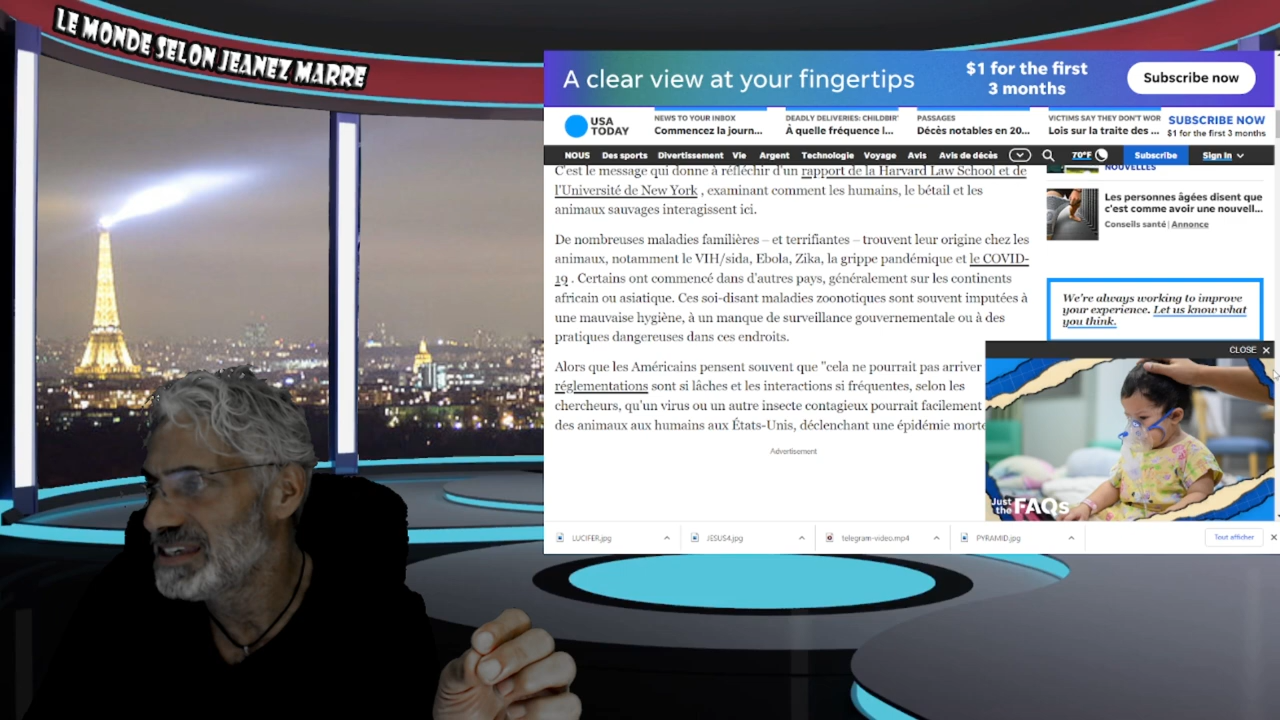 LE MONDE SELON JEANEZ MARRE
A clear view at your fingertips
$1 for the first
3 months
Subscribe now
USA
TODAY
NEWS TO YOUR INBOX
Commencez la journ...
DEADLY DELIVERIES: CHILDBIR
À quelle fréquence l...
PASSAGES
Décès notables en 20...
VICTIMS SAY THEY DON'T WOR
Lois sur la traite des ...
SUBSCRIBE NOW
$1 for the first 3 months
NOUS Des sports Divertissement Vie Argent Technologie Voyage Avis Avis de décès 70°F Subscribe Sign In
C'est le message qui donne à réfléchir d'un rapport de la Harvard Law School et de
l'Université de New York , examinant comment les humains, le bétail et les
animaux sauvages interagissent ici.
De nombreuses maladies familières – et terrifiantes – trouvent leur origine chez les
animaux, notamment le VIH/sida, Ebola, Zika, la grippe pandémique et le COVID-
19 . Certains ont commencé dans d'autres pays, généralement sur les continents
africain ou asiatique. Ces soi-disant maladies zoonotiques sont souvent imputées à
une mauvaise hygiène, à un manque de surveillance gouvernementale ou à des
pratiques dangereuses dans ces endroits.
Alors que les Américains pensent souvent que "cela ne pourrait pas arriver
réglementations sont si lâches et les interactions si fréquentes, selon les
chercheurs, qu'un virus ou un autre insecte contagieux pourrait facilement
des animaux aux humains aux États-Unis, déclenchant une épidémie morte
Advertisement
NOUVELLES
Les personnes âgées disent que
c'est comme avoir une nouvell...
Conseils santé | Annonce
We're always working to improve
your experience. Let us know what
you think.
CLOSE
Just
the FAQs
LUCIFER.jpg
JESUS4.jpg
telegram-video.mp4
PYRAMID.jpg
Tout afficher